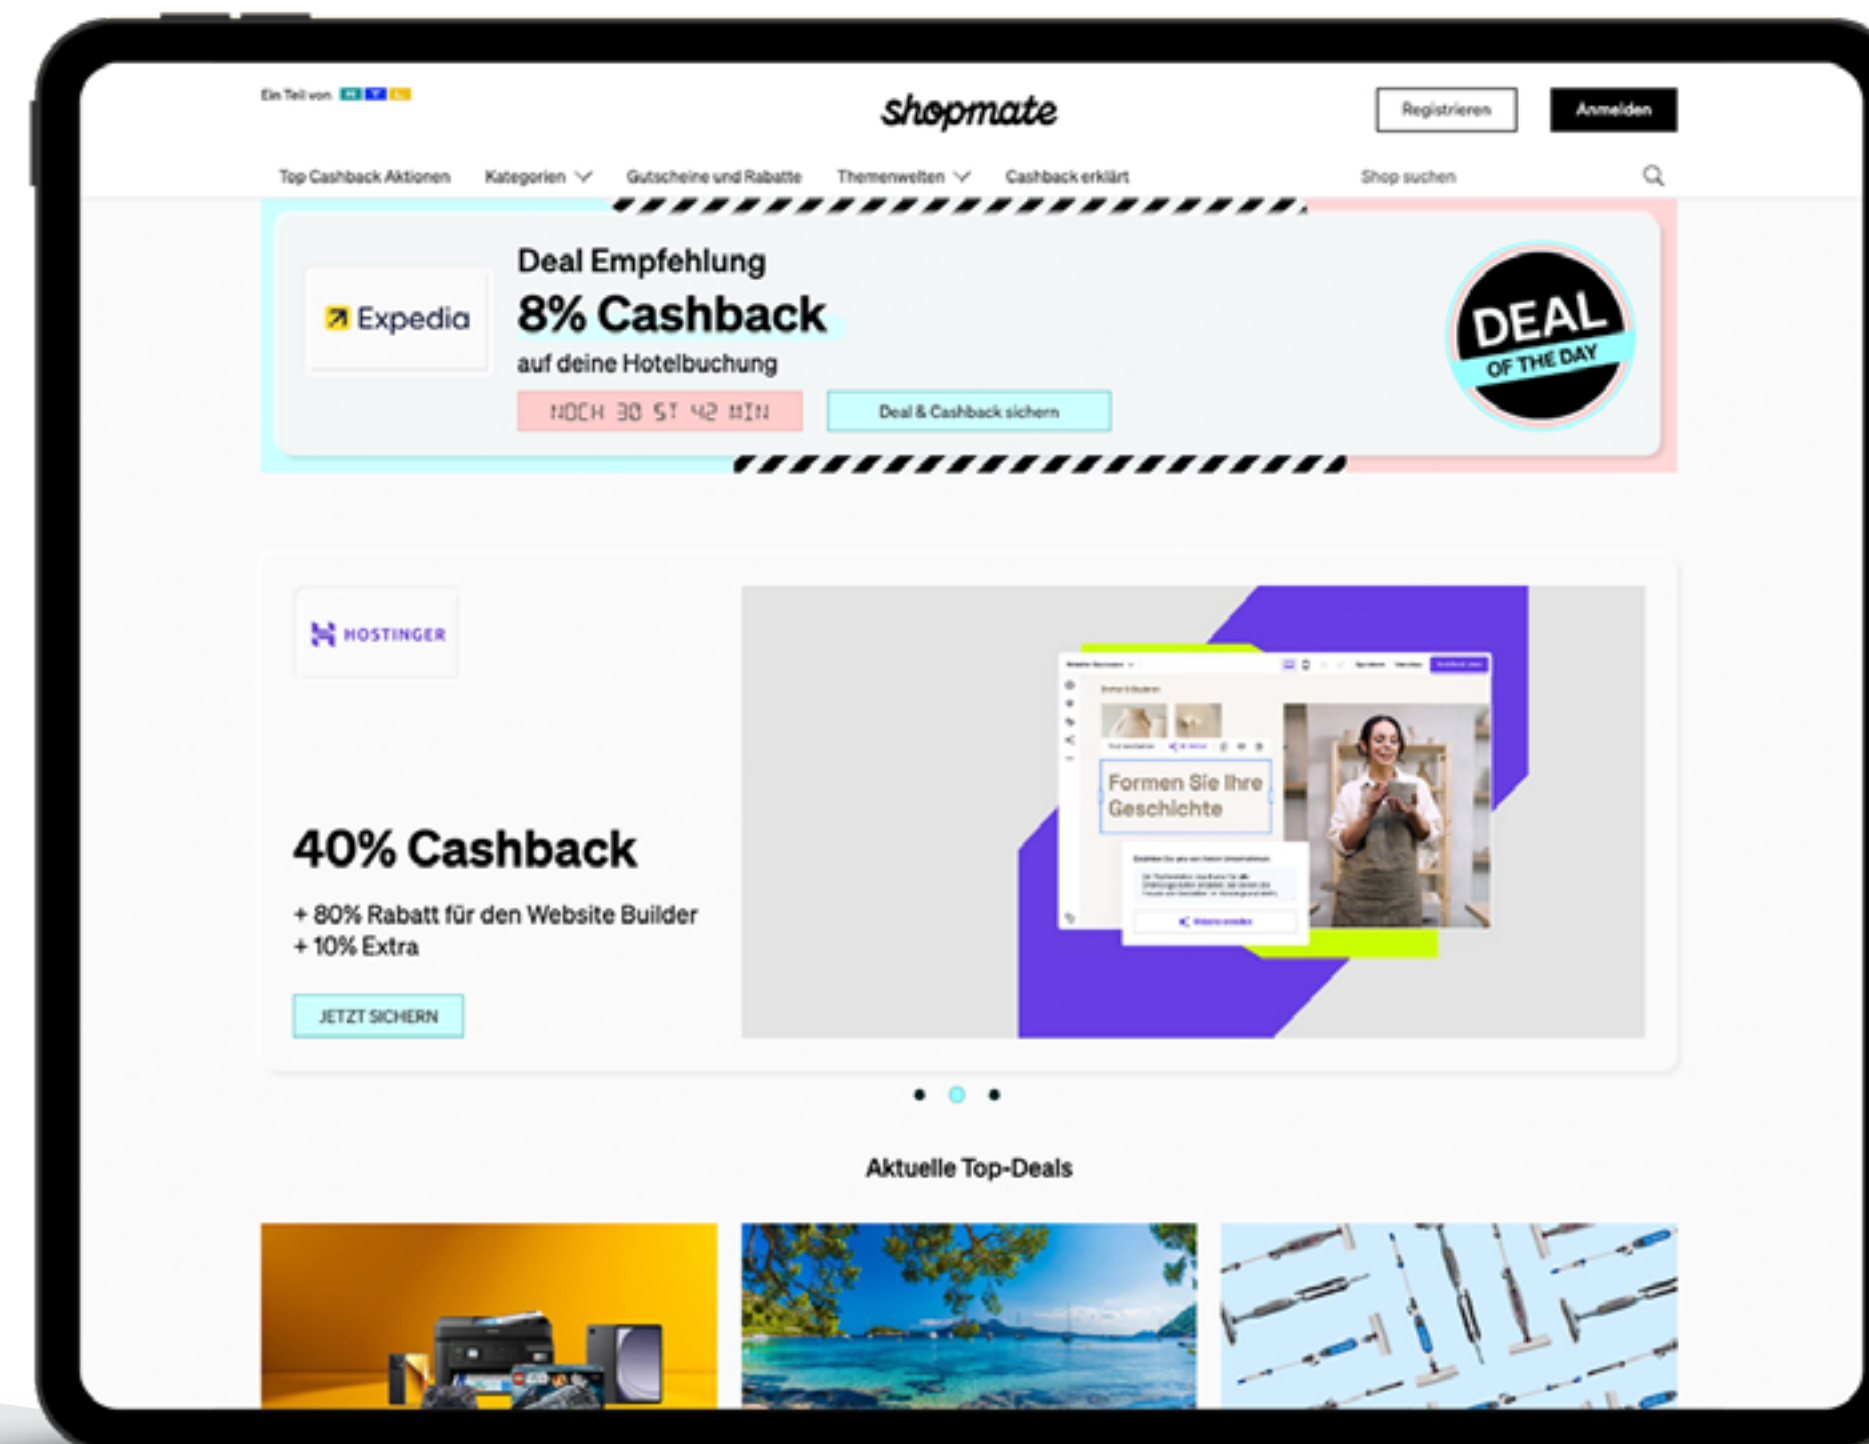 Ein Teil von RTL
shopmate
Registrieren
Anmelden
Top Cashback Aktionen
Kategorien
Gutscheine und Rabatte
Themenwelten
Cashback erklärt
Shop suchen
Expedia
Deal Empfehlung
8% Cashback
auf deine Hotelbuchung
NOCH 30 ST 42 MIN
Deal & Cashback sichern
DEAL
OF THE DAY
HOSTINGER
40% Cashback
+ 80% Rabatt für den Website Builder
+ 10% Extra
JETZT SICHERN
Formen Sie Ihre
Geschichte
Aktuelle Top-Deals